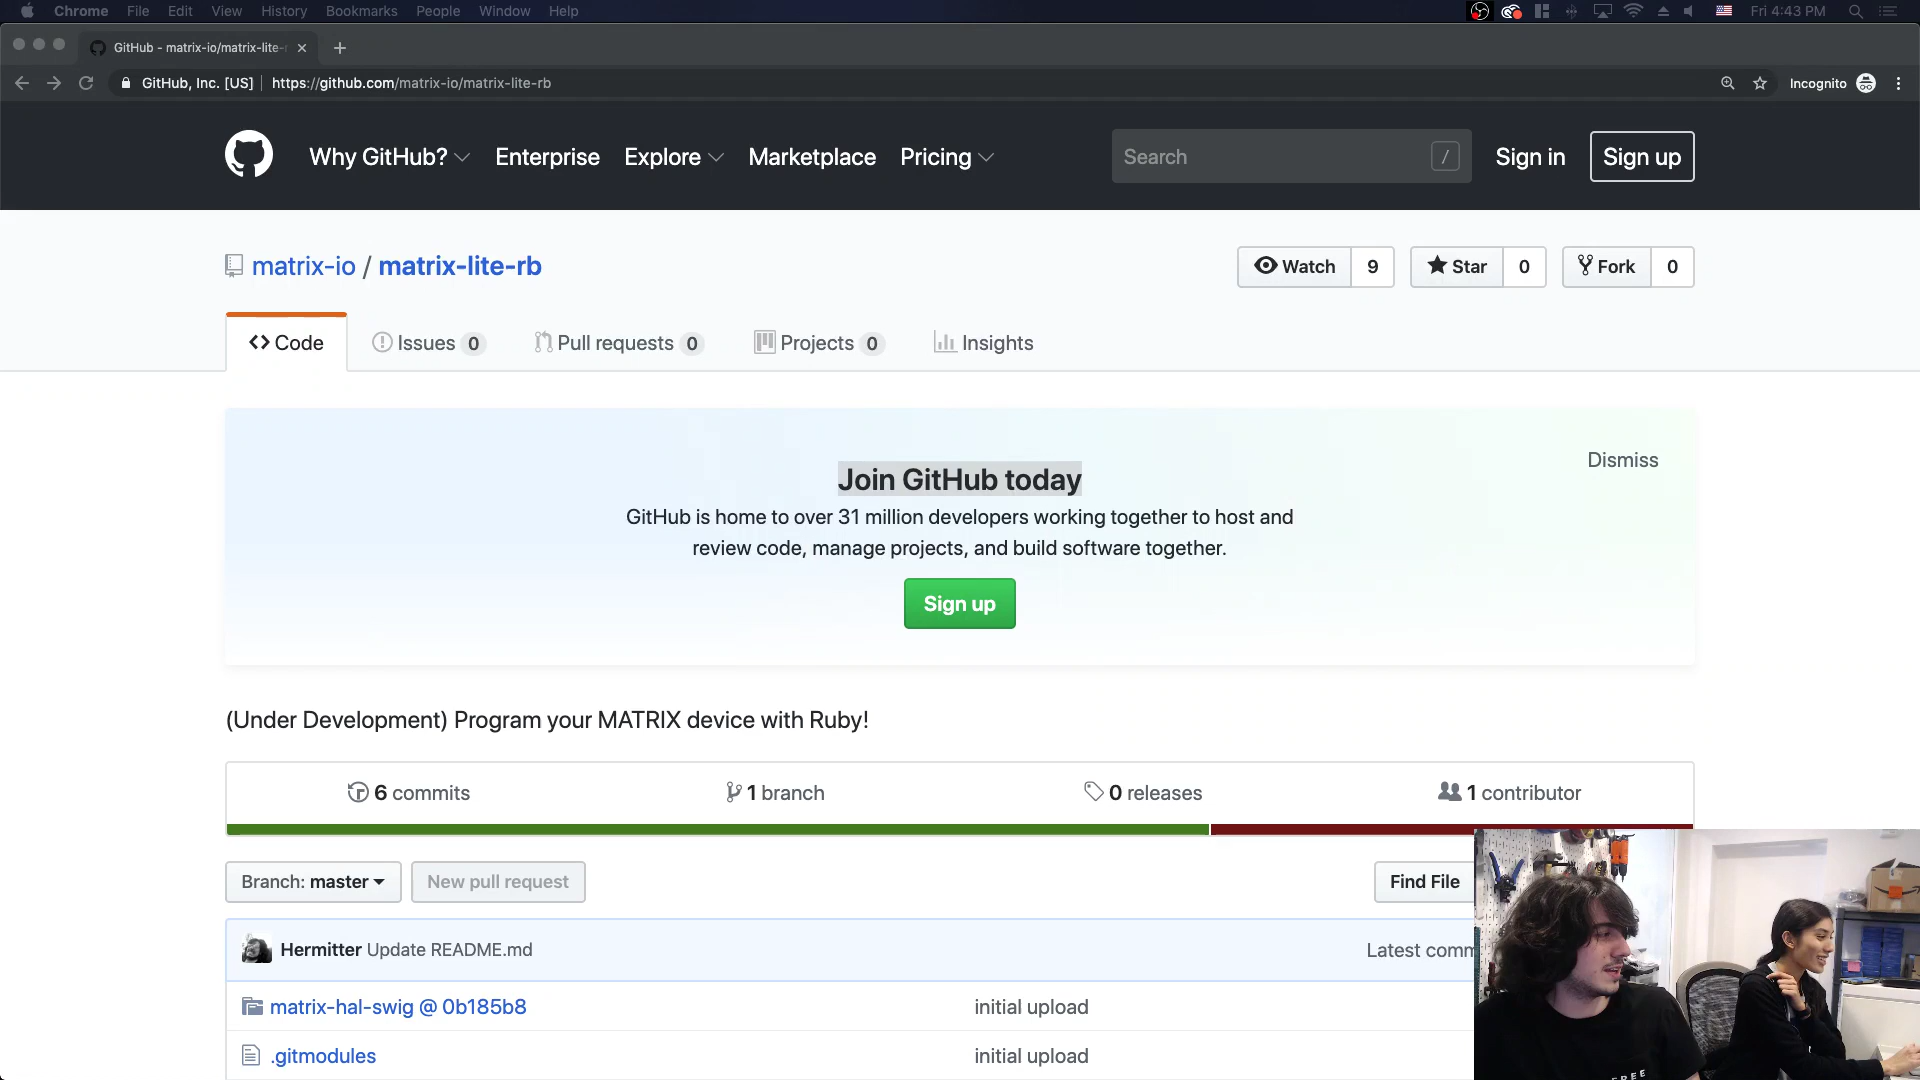 Chrome File Edit View History Bookmarks People Window Help Fri 4:43 PM
GitHub - matrix-io/matrix-lite-r
GitHub, Inc. [US] https://github.com/matrix-io/matrix-lite-rb Incognito
Why GitHub? Enterprise Explore Marketplace Pricing Search / Sign in Sign up
matrix-io / matrix-lite-rb Watch 9 Star 0 Fork 0
Code Issues 0 Pull requests 0 Projects 0 Insights
Dismiss
Join GitHub today
GitHub is home to over 31 million developers working together to host and
review code, manage projects, and build software together.
Sign up
(Under Development) Program your MATRIX device with Ruby!
6 commits 1 branch 0 releases 1 contributor
Branch: master New pull request Find File
Hermitter Update README.md Latest comm
matrix-hal-swig @ 0b185b8 initial upload
.gitmodules initial upload